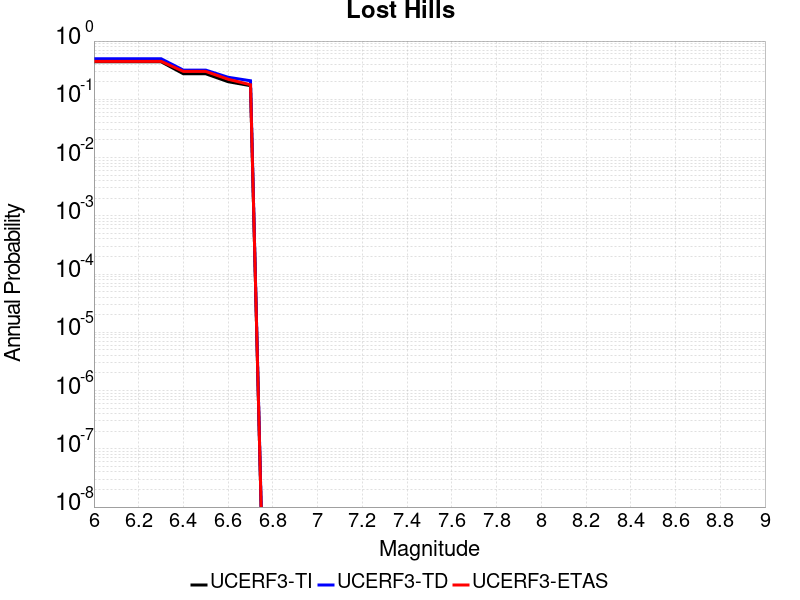 Lost Hills
Annual Probability
10^0
10^-1
10^-2
10^-3
10^-4
10^-5
10^-6
10^-7
10^-8
6 6.2 6.4 6.6 6.8 7 7.2 7.4 7.6 7.8 8 8.2 8.4 8.6 8.8 9
Magnitude
UCERF3-TI UCERF3-TD UCERF3-ETAS